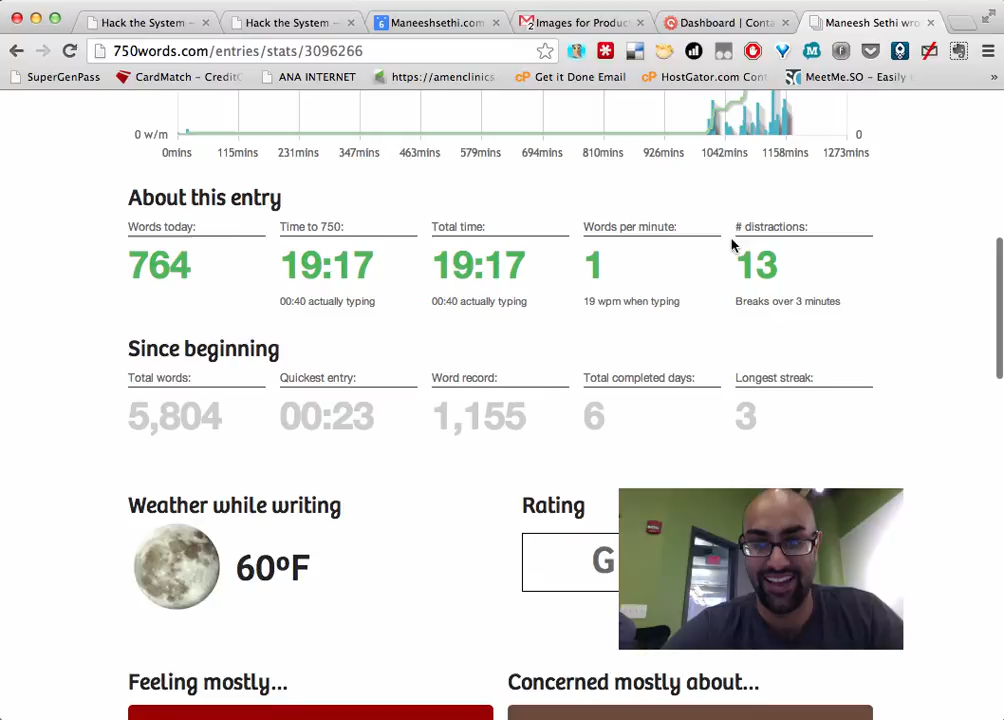 Hack the System - Hack the System - Maneeshsethi.com Images for Produc Dashboard | Conta Maneesh Sethi wro
750words.com/entries/stats/3096266
SuperGenPass CardMatch - Credit ANA INTERNET https://amenclinics Get it Done Email HostGator.com Cont MeetMe.SO - Easily »
0 w/m 0
0mins 115mins 231mins 347mins 463mins 579mins 694mins 810mins 926mins 1042mins 1158mins 1273mins
About this entry
Words today: Time to 750: Total time: Words per minute: # distractions:
764 19:17 19:17 1 13
00:40 actually typing 00:40 actually typing 19 wpm when typing Breaks over 3 minutes
Since beginning
Total words: Quickest entry: Word record: Total completed days: Longest streak:
5,804 00:23 1,155 6 3
Weather while writing Rating
60ºF G
Feeling mostly... Concerned mostly about...